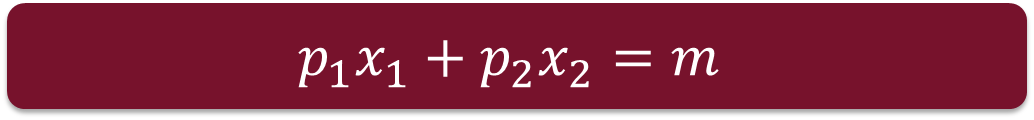 p₁x₁ + p₂x₂ = m